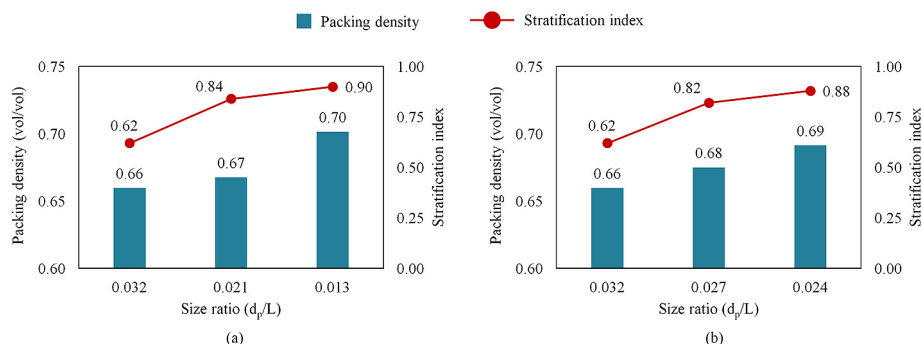 Packing density Stratification index
0.75 1.00
0.70 0.75
0.65 0.50
0.25
0.60 0.00
Packing density (vol/vol)
Stratification index
0.62 0.84 0.90
0.66 0.67 0.70
0.032 0.021 0.013
Size ratio (dp/L)
(a)
0.75 1.00
0.70 0.75
0.65 0.50
0.25
0.60 0.00
Packing density (vol/vol)
Stratification index
0.62 0.82 0.88
0.66 0.68 0.69
0.032 0.027 0.024
Size ratio (dp/L)
(b)